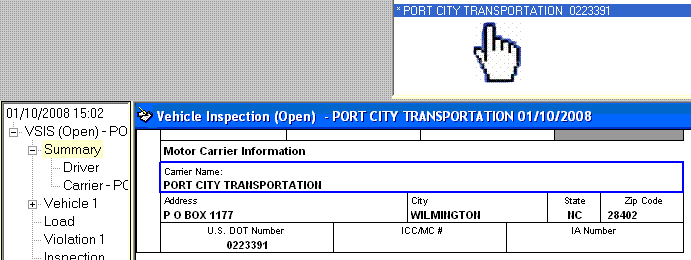 * PORT CITY TRANSPORTATION 0223391
01/10/2008 15:02
VSIS (Open) - PO
Summary
Driver
Carrier - PC
Vehicle 1
Load
Violation 1
Inspection
Vehicle Inspection (Open) - PORT CITY TRANSPORTATION 01/10/2008
Motor Carrier Information
Carrier Name:
PORT CITY TRANSPORTATION
Address City State Zip Code
P O BOX 1177 WILMINGTON NC 28402
U.S. DOT Number ICC/MC # IA Number
0223391